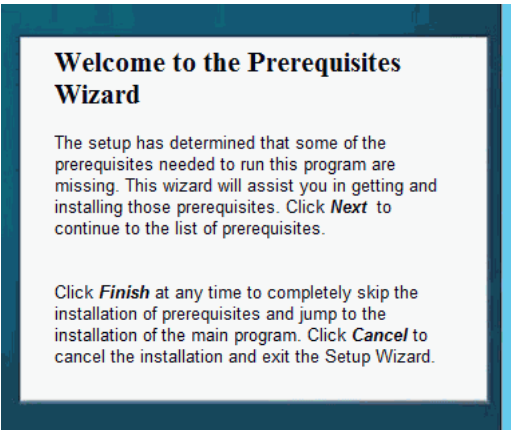 Welcome to the Prerequisites
Wizard
The setup has determined that some of the
prerequisites needed to run this program are
missing. This wizard will assist you in getting and
installing those prerequisites. Click Next to
continue to the list of prerequisites.
Click Finish at any time to completely skip the
installation of prerequisites and jump to the
installation of the main program. Click Cancel to
cancel the installation and exit the Setup Wizard.